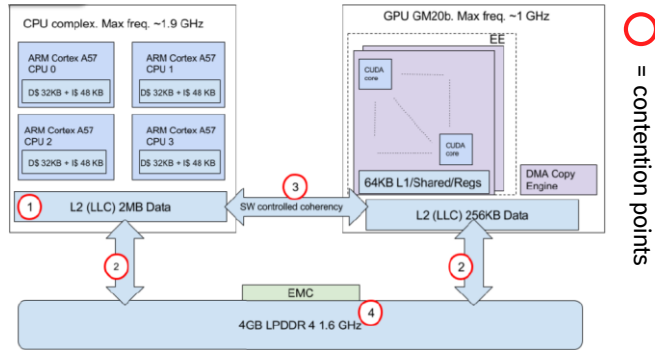 CPU complex. Max freq. ~1.9 GHz
ARM Cortex A57
CPU 0
D$ 32KB + I$ 48 KB
ARM Cortex A57
CPU 1
D$ 32KB + I$ 48 KB
ARM Cortex A57
CPU 2
D$ 32KB + I$ 48 KB
ARM Cortex A57
CPU 3
D$ 32KB + I$ 48 KB
1
L2 (LLC) 2MB Data
3
SW controlled coherency
GPU GM20b. Max freq. ~1 GHz
EE
CUDA
core
CUDA
core
64KB L1/Shared/Regs
DMA Copy
Engine
L2 (LLC) 256KB Data
2
2
EMC
4
4GB LPDDR 4 1.6 GHz
= contention points